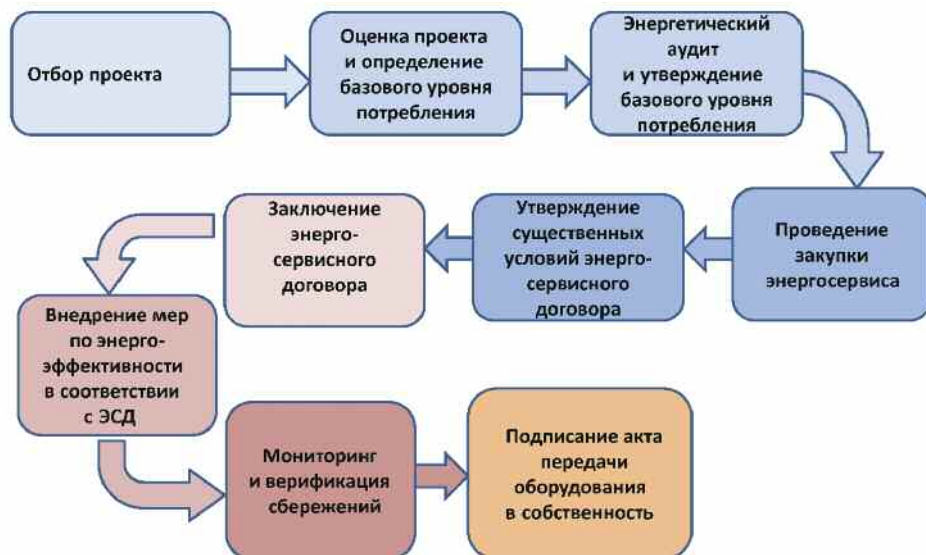 Отбор проекта
Оценка проекта
и определение
базового уровня
потребления
Энергетический
аудит
и утверждение
базового уровня
потребления
Проведение
закупки
энергосервиса
Утверждение
существенных
условий энерго-
сервисного
договора
Заключение
энерго-
сервисного
договора
Внедрение мер
по энерго-
эффективности
в соответствии
с ЭСД
Мониторинг
и верификация
сбережений
Подписание акта
передачи
оборудования
в собственность